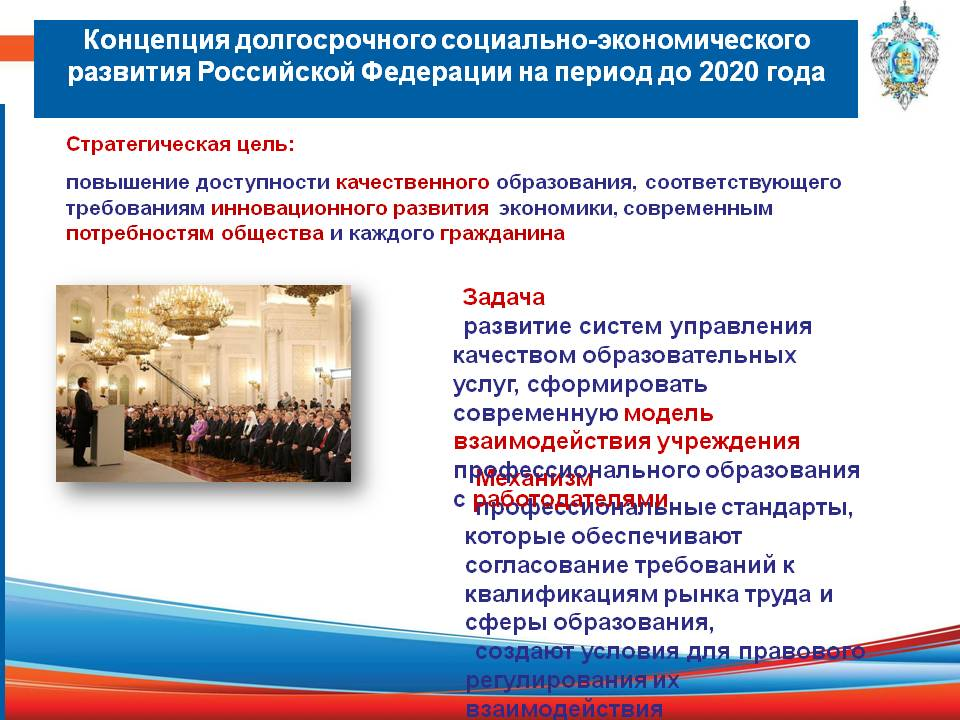 Концепция долгосрочного социально-экономического
развития Российской Федерации на период до 2020 года
Стратегическая цель:
повышение доступности качественного образования, соответствующего
требованиям инновационного развития экономики, современным
потребностям общества и каждого гражданина
Задача
развитие систем управления
качеством образовательных
услуг, сформировать
современную модель
взаимодействия учреждения
профессионального образования
с работодателями
Механизм
профессиональные стандарты,
которые обеспечивают
согласование требований к
квалификациям рынка труда и
сферы образования,
создают условия для правового
регулирования их
взаимодействия